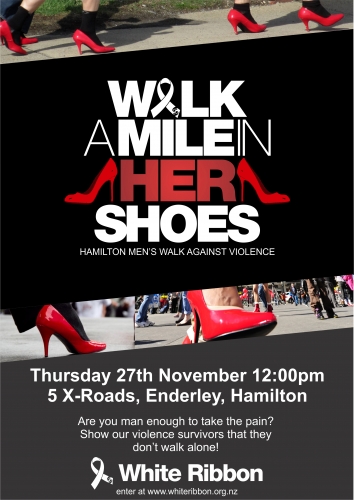 WALK
A MILE IN
HER
SHOES
HAMILTON MEN'S WALK AGAINST VIOLENCE
Thursday 27th November 12:00pm
5 X-Roads, Enderley, Hamilton
Are you man enough to take the pain?
Show our violence survivors that they
don't walk alone!
White Ribbon
enter at www.whiteribbon.org.nz